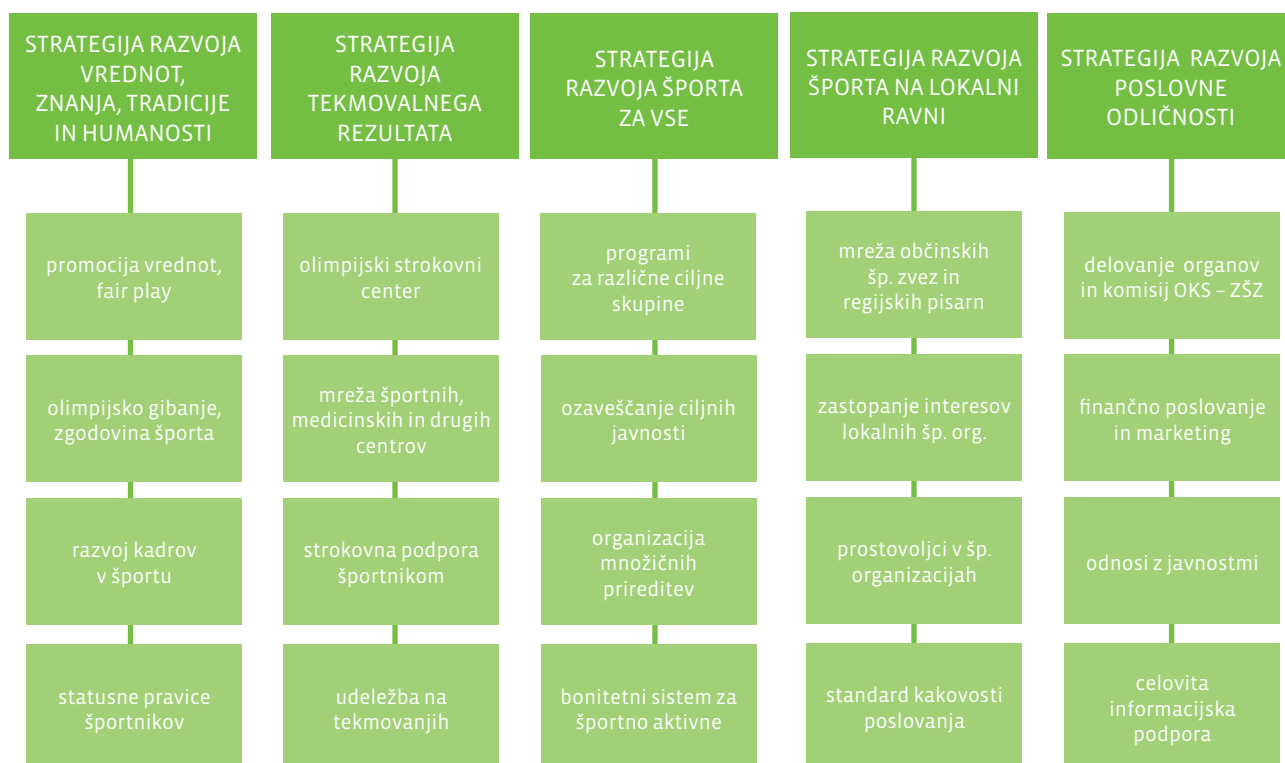 STRATEGIJA RAZVOJA
VREDNOT,
ZNANJA, TRADICIJE
IN HUMANOSTI
promocija vrednot,
fair play
olimpijsko gibanje,
zgodovina športa
razvoj kadrov
v športu
statusne pravice
športnikov
STRATEGIJA
RAZVOJA
TEKMOVALNEGA
REZULTATA
olimpijski strokovni
center
mreža športnih,
medicinskih in drugih
centrov
strokovna podpora
športnikom
udeležba na
tekmovanjih
STRATEGIJA
RAZVOJA ŠPORTA
ZA VSE
programi
za različne ciljne
skupine
ozaveščanje ciljnih
javnosti
organizacija
množičnih
prireditev
bonitetni sistem za
športno aktivne
STRATEGIJA RAZVOJA
ŠPORTA NA LOKALNI
RAVNI
mreža občinskih
šp. zvez in
regijskih pisarn
zastopanje interesov
lokalnih šp. org.
prostovoljci v šp.
organizacijah
standard kakovosti
poslovanja
STRATEGIJA RAZVOJA
POSLOVNE
ODLIČNOSTI
delovanje organov
in komisij OKS – ZŠZ
finančno poslovanje
in marketing
odnosi z javnostmi
celovita
informacijska
podpora